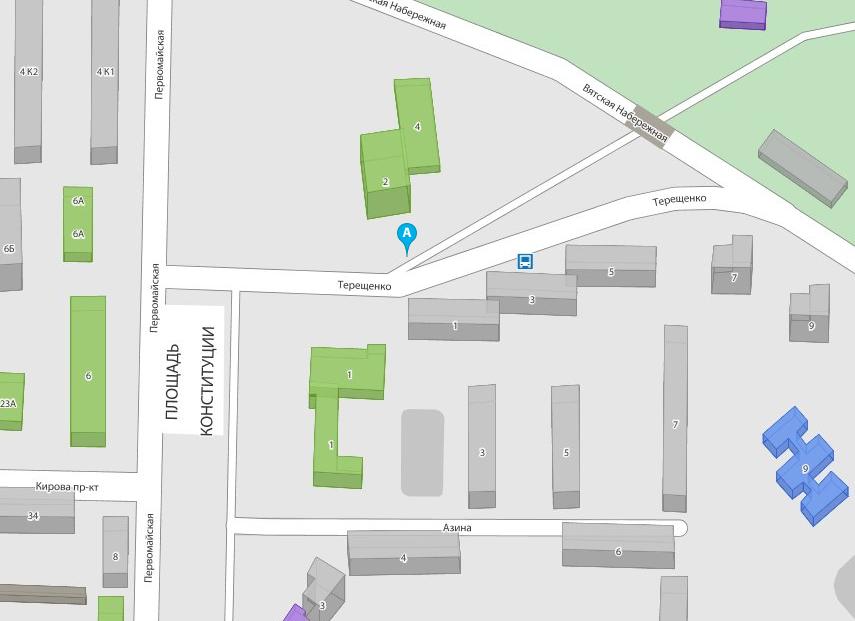 ская Набережная
4 К2
4 К1
Первомайская
4
Вятская Набережная
2
6А
6А
6Б
Терещенко
A
Первомайская
Терещенко
5
7
3
1
9
ПЛОЩАДЬ
КОНСТИТУЦИИ
1
6
23А
1
3
5
7
9
Кирова пр-кт
34
Первомайская
Азина
8
4
6
3